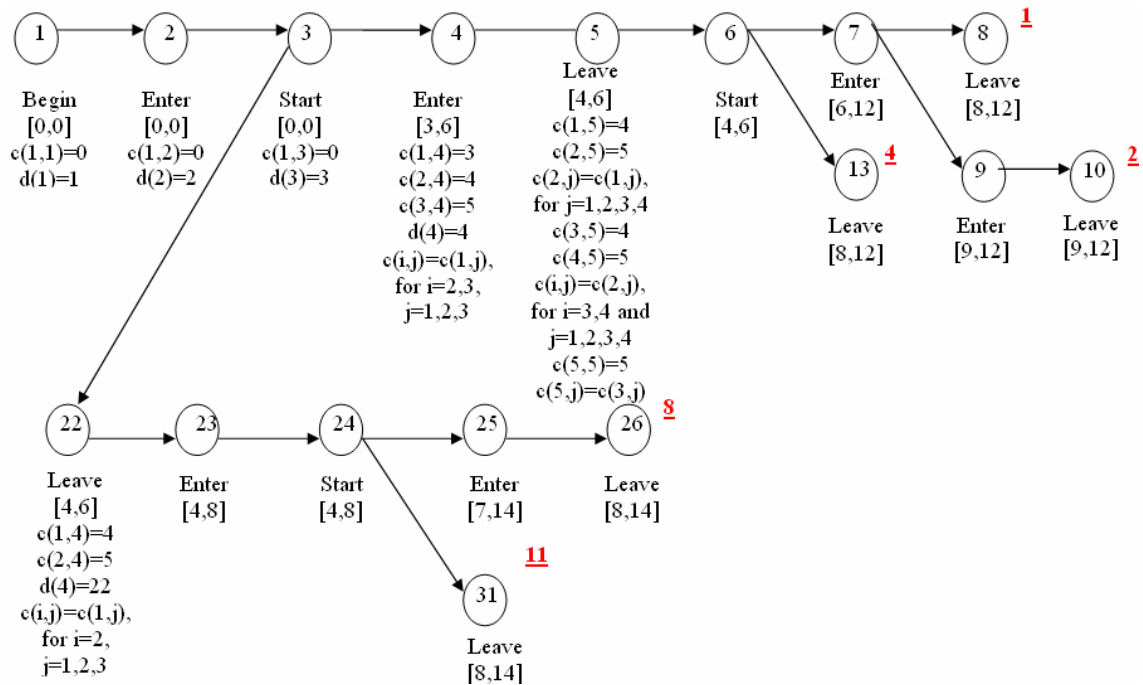 1
2
3
4
5
6
7
8
1
Begin
[0,0]
c(1,1)=0
d(1)=1
Enter
[0,0]
c(1,2)=0
d(2)=2
Start
[0,0]
c(1,3)=0
d(3)=3
Enter
[3,6]
c(1,4)=3
c(2,4)=4
c(3,4)=5
d(4)=4
c(i,j)=c(1,j),
for i=2,3,
j=1,2,3
Leave
[4,6]
c(1,5)=4
c(2,5)=5
c(2,j)=c(1,j),
for j=1,2,3,4
c(3,5)=4
c(4,5)=5
c(i,j)=c(2,j),
for i=3,4 and
j=1,2,3,4
c(5,5)=5
c(5,j)=c(3,j)
Start
[4,6]
Enter
[6,12]
Leave
[8,12]
13
4
Leave
[8,12]
9
Enter
[9,12]
10
2
Leave
[9,12]
22
23
24
25
26
8
Leave
[4,6]
c(1,4)=4
c(2,4)=5
d(4)=22
c(i,j)=c(1,j),
for i=2,
j=1,2,3
Enter
[4,8]
Start
[4,8]
Enter
[7,14]
Leave
[8,14]
31
11
Leave
[8,14]